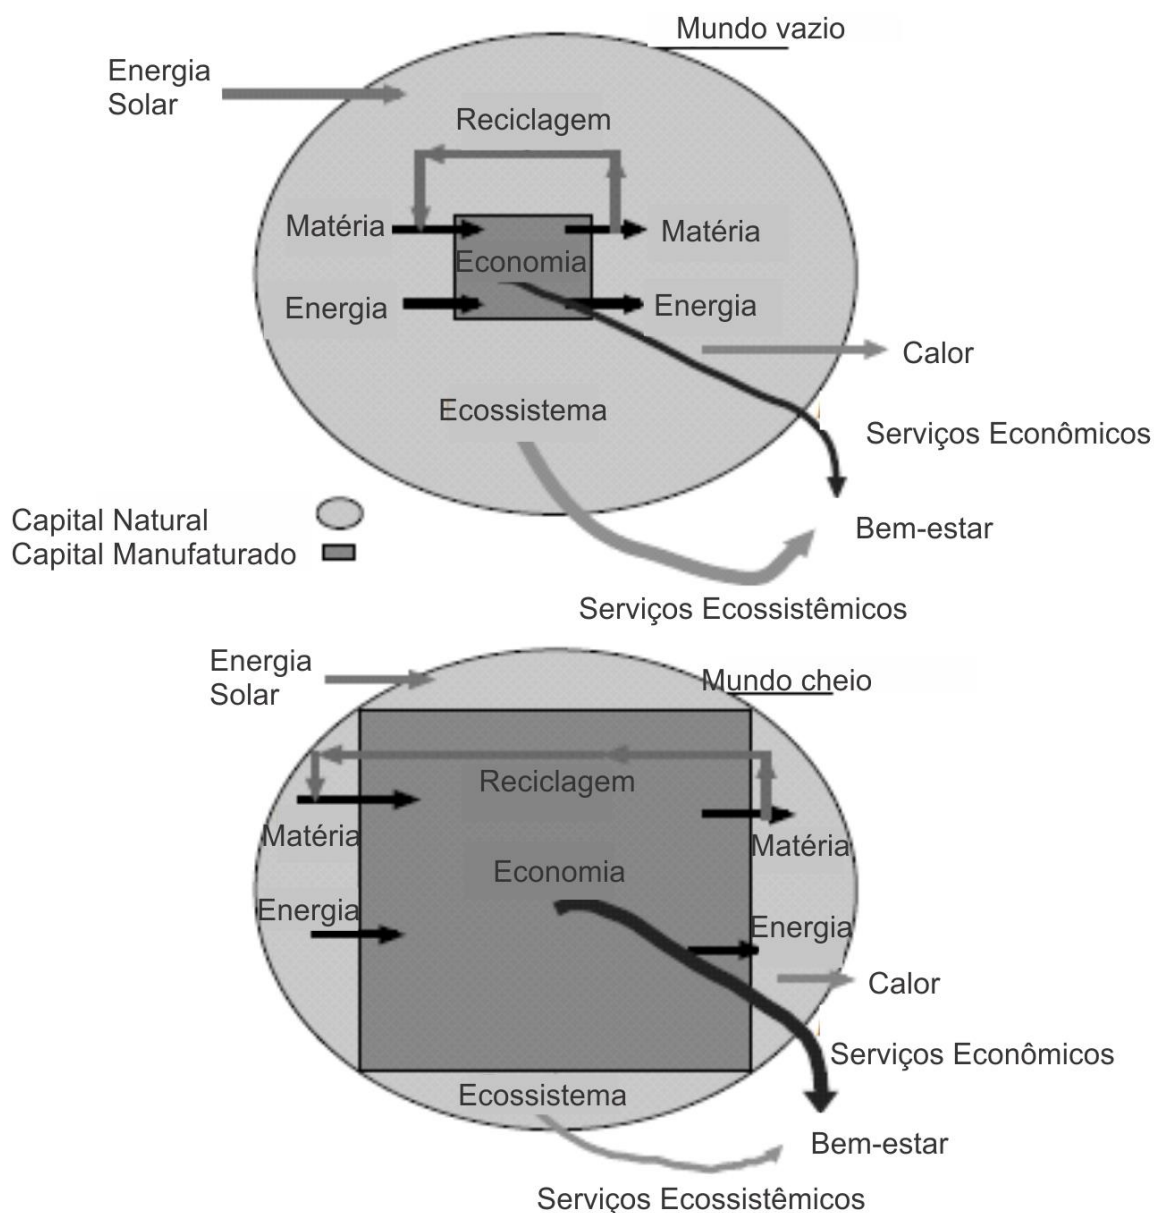 Mundo vazio
Energia
Solar
Reciclagem
Matéria
Matéria
Economia
Energia
Energia
Calor
Ecossistema
Serviços Econômicos
Capital Natural
Bem-estar
Capital Manufaturado
Serviços Ecossistêmicos
Energia
Solar
Mundo cheio
Reciclagem
Matéria
Matéria
Economia
Energia
Energia
Calor
Serviços Econômicos
Ecossistema
Bem-estar
Serviços Ecossistêmicos